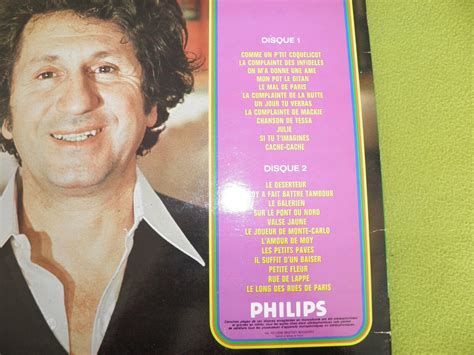 DISQUE 1
COMME UN P'TIT COQUELICOT
LA COMPLAINTE DES INFIDELES
ON M'A DONNE UNE AME
MON POT LE GITAN
LE MAL DE PARIS
LA COMPLAINTE DE LA BUTTE
UN JOUR TU VERRAS
LA COMPLAINTE DE MACKIE
CHANSON DE TESSA
JULIE
SI TU T'IMAGINES
CACHE-CACHE
DISQUE 2
LE DESERTEUR
A FAIT BATTRE TAMBOUR
LE GALERIEN
SUR LE PONT DU NORD
VALSE JAUNE
LE JOUEUR DE MONTE-CARLO
L'AMOUR DE MOY
LES PETITS PAVES
IL SUFFIT D'UN BAISER
PETITE FLEUR
RUE DE LAPPE
LE LONG DES RUES DE PARIS
PHILIPS